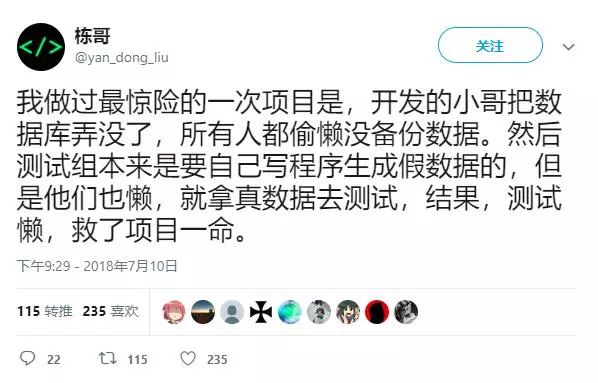 栋哥
@yan_dong_liu
关注
我做过最惊险的一次项目是，开发的小哥把数
据库弄没了，所有人都偷懒没备份数据。然后
测试组本来是要自己写程序生成假数据的，但
是他们也懒，就拿真数据去测试，结果，测试
懒，救了项目一命。
下午9:29 - 2018年7月10日
115 转推 235 喜欢
22 115 235